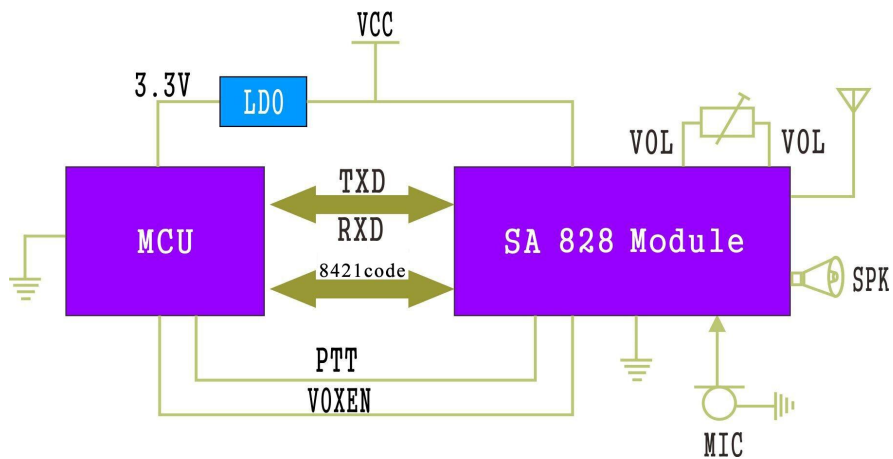 VCC
3.3V
LDO
VOL
VOL
TXD
MCU
RXD
SA 828 Module
8421code
SPK
PTT
VOXEN
MIC